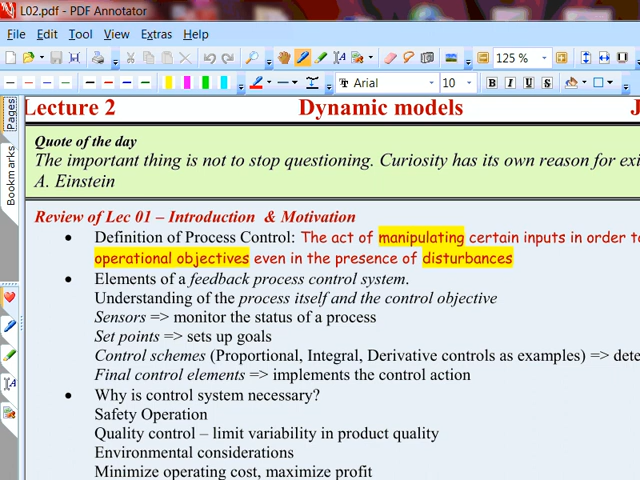 L02.pdf - PDF Annotator
File Edit Tool View Extras Help
125 %
Arial 10 B I U S
Pages
Bookmarks
Lecture 2 Dynamic models J
Quote of the day
The important thing is not to stop questioning. Curiosity has its own reason for exi
A. Einstein
Review of Lec 01 – Introduction & Motivation
• Definition of Process Control: The act of manipulating certain inputs in order to
operational objectives even in the presence of disturbances
• Elements of a feedback process control system.
Understanding of the process itself and the control objective
Sensors => monitor the status of a process
Set points => sets up goals
Control schemes (Proportional, Integral, Derivative controls as examples) => dete
Final control elements => implements the control action
• Why is control system necessary?
Safety Operation
Quality control – limit variability in product quality
Environmental considerations
Minimize operating cost, maximize profit